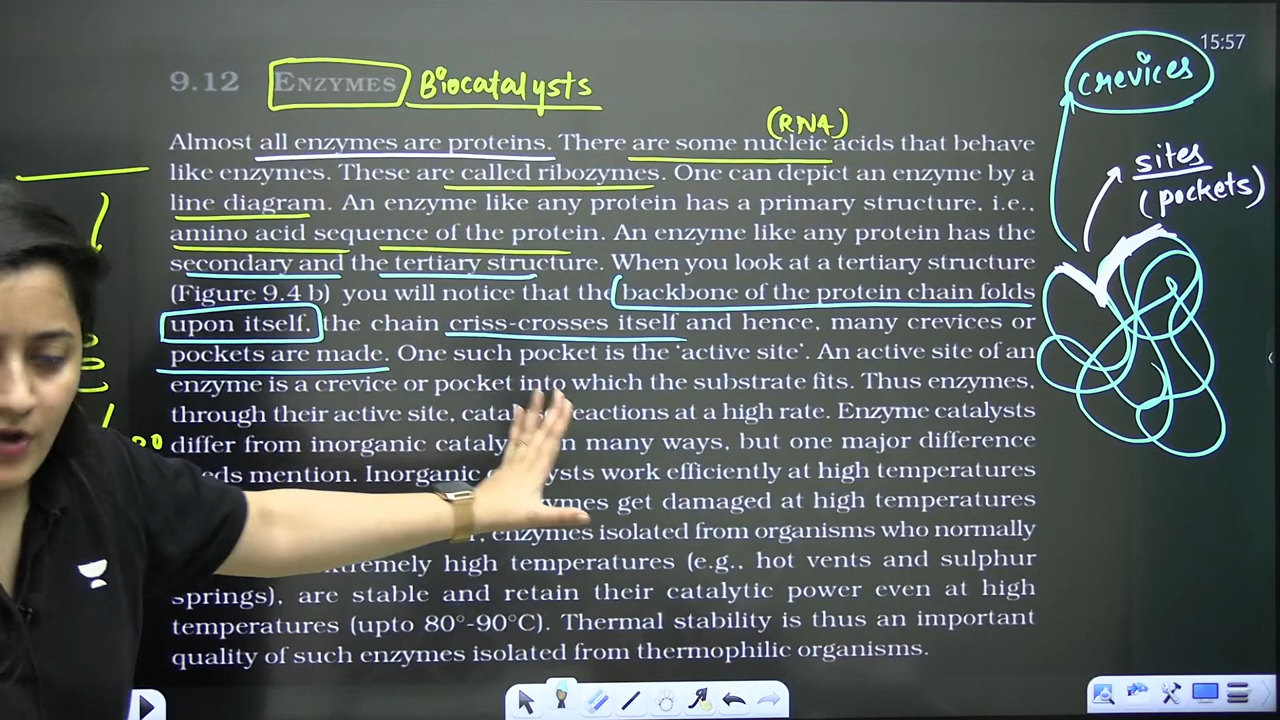 15:57
9.12 ENZYMES Biocatalysts
crevices
(RNA)
Almost all enzymes are proteins. There are some nucleic acids that behave
like enzymes. These are called ribozymes. One can depict an enzyme by a
line diagram. An enzyme like any protein has a primary structure, i.e.,
amino acid sequence of the protein. An enzyme like any protein has the
secondary and the tertiary structure. When you look at a tertiary structure
(Figure 9.4 b) you will notice that the backbone of the protein chain folds
upon itself, the chain criss-crosses itself and hence, many crevices or
pockets are made. One such pocket is the 'active site'. An active site of an
enzyme is a crevice or pocket into which the substrate fits. Thus enzymes,
through their active site, reactions at a high rate. Enzyme catalysts
differ from inorganic many ways, but one major difference
mention. Inorganic work efficiently at high temperatures
get damaged at high temperatures
enzymes isolated from organisms who normally
high temperatures (e.g., hot vents and sulphur
springs), are stable and retain their catalytic power even at high
temperatures (upto 80°-90°C). Thermal stability is thus an important
quality of such enzymes isolated from thermophilic organisms.
sites
(pockets)